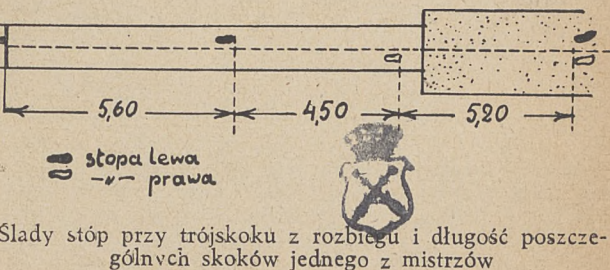 5,60 4,50 5,20
stopa lewa
-„- prawa
Ślady stóp przy trójskoku z rozbiegu i długość poszcze-
gólnych skoków jednego z mistrzów